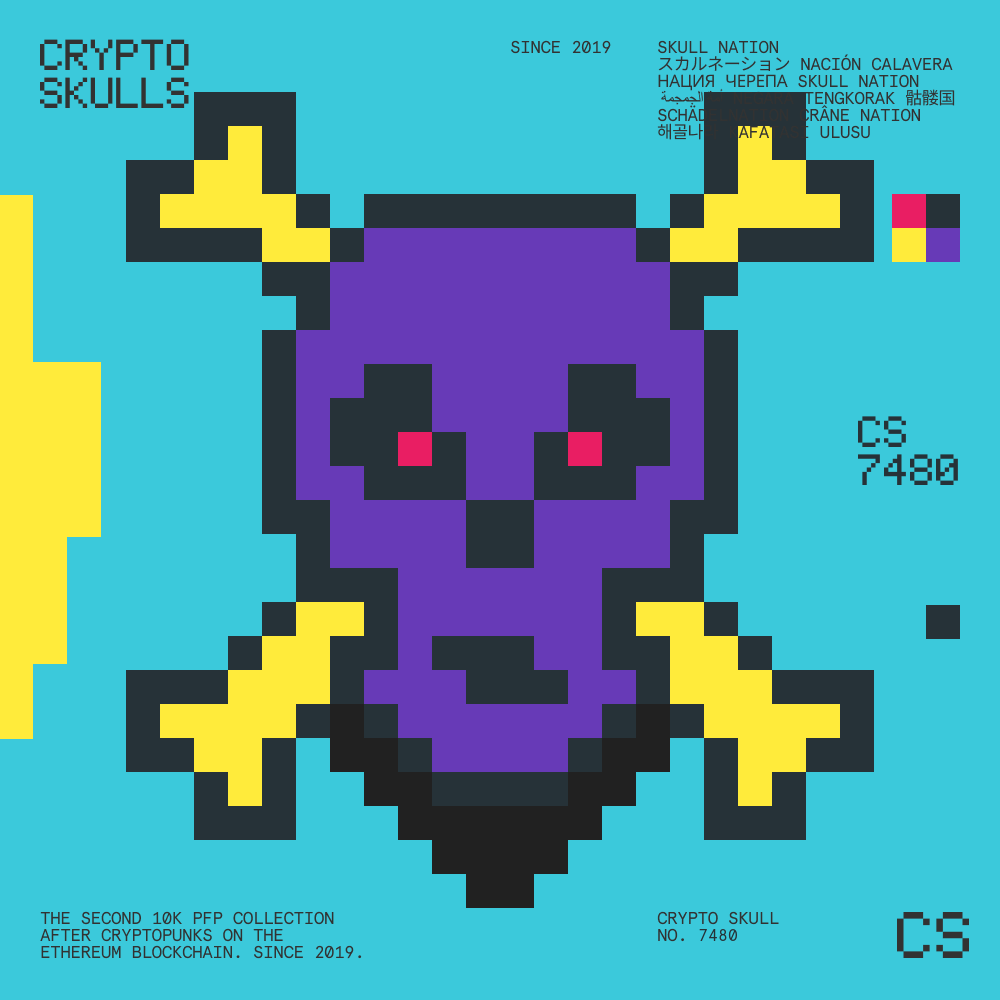 CRYPTO
SKULLS
SINCE 2019
SKULL NATION
スカルネーション NACIÓN CALAVERA
НАЦИЯ ЧЕРЕПА SKULL NATION
الجمجمة TENGKORAK 骷髅国
CRÂNE NATION
해골나 KAFA ULUSU
CS
7480
THE SECOND 10K PFP COLLECTION
AFTER CRYPTOPUNKS ON THE
ETHEREUM BLOCKCHAIN. SINCE 2019.
CRYPTO SKULL
NO. 7480
CS